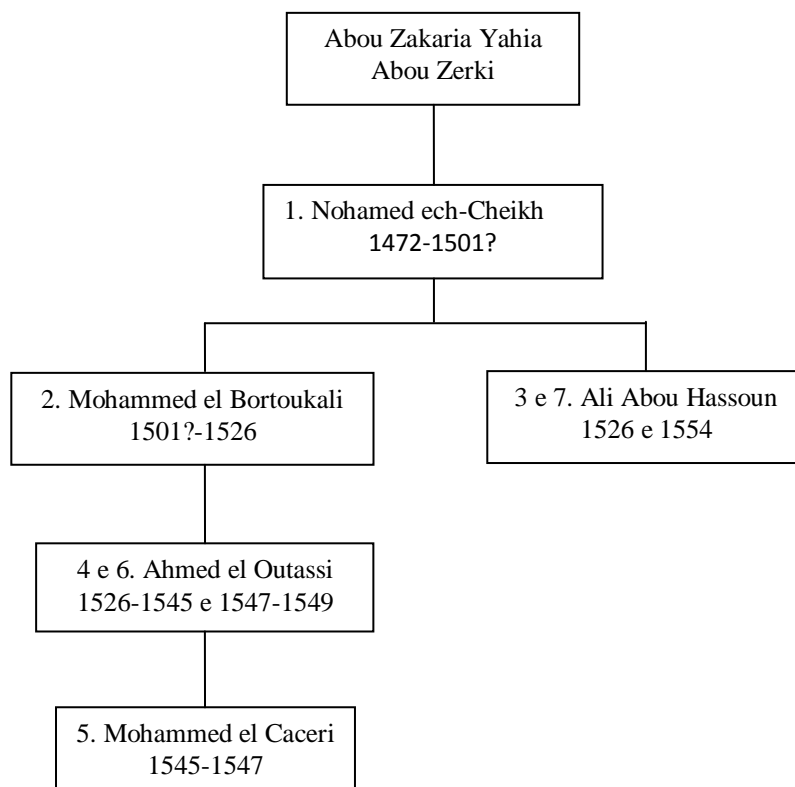 Abou Zakaria Yahia
Abou Zerki
1. Nohamed ech-Cheikh
1472-1501?
2. Mohammed el Bortoukali
1501?-1526
3 e 7. Ali Abou Hassoun
1526 e 1554
4 e 6. Ahmed el Outassi
1526-1545 e 1547-1549
5. Mohammed el Caceri
1545-1547